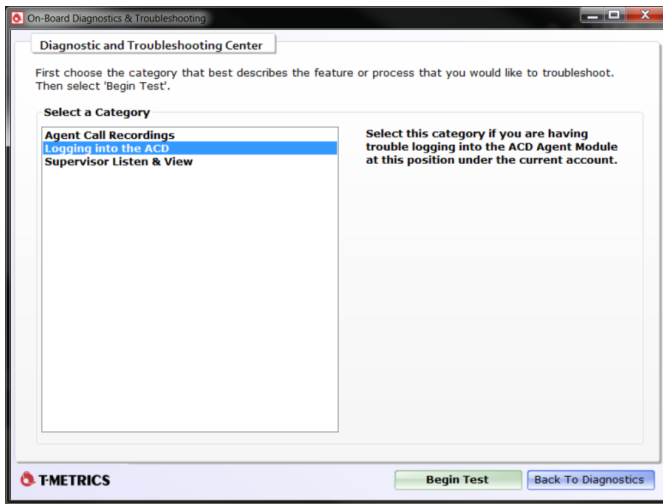 On-Board Diagnostics & Troubleshooting
Diagnostic and Troubleshooting Center
First choose the category that best describes the feature or process that you would like to troubleshoot.
Then select 'Begin Test'.
Select a Category
Agent Call Recordings
Logging into the ACD
Supervisor Listen & View
Select this category if you are having
trouble logging into the ACD Agent Module
at this position under the current account.
T-METRICS
Begin Test
Back To Diagnostics